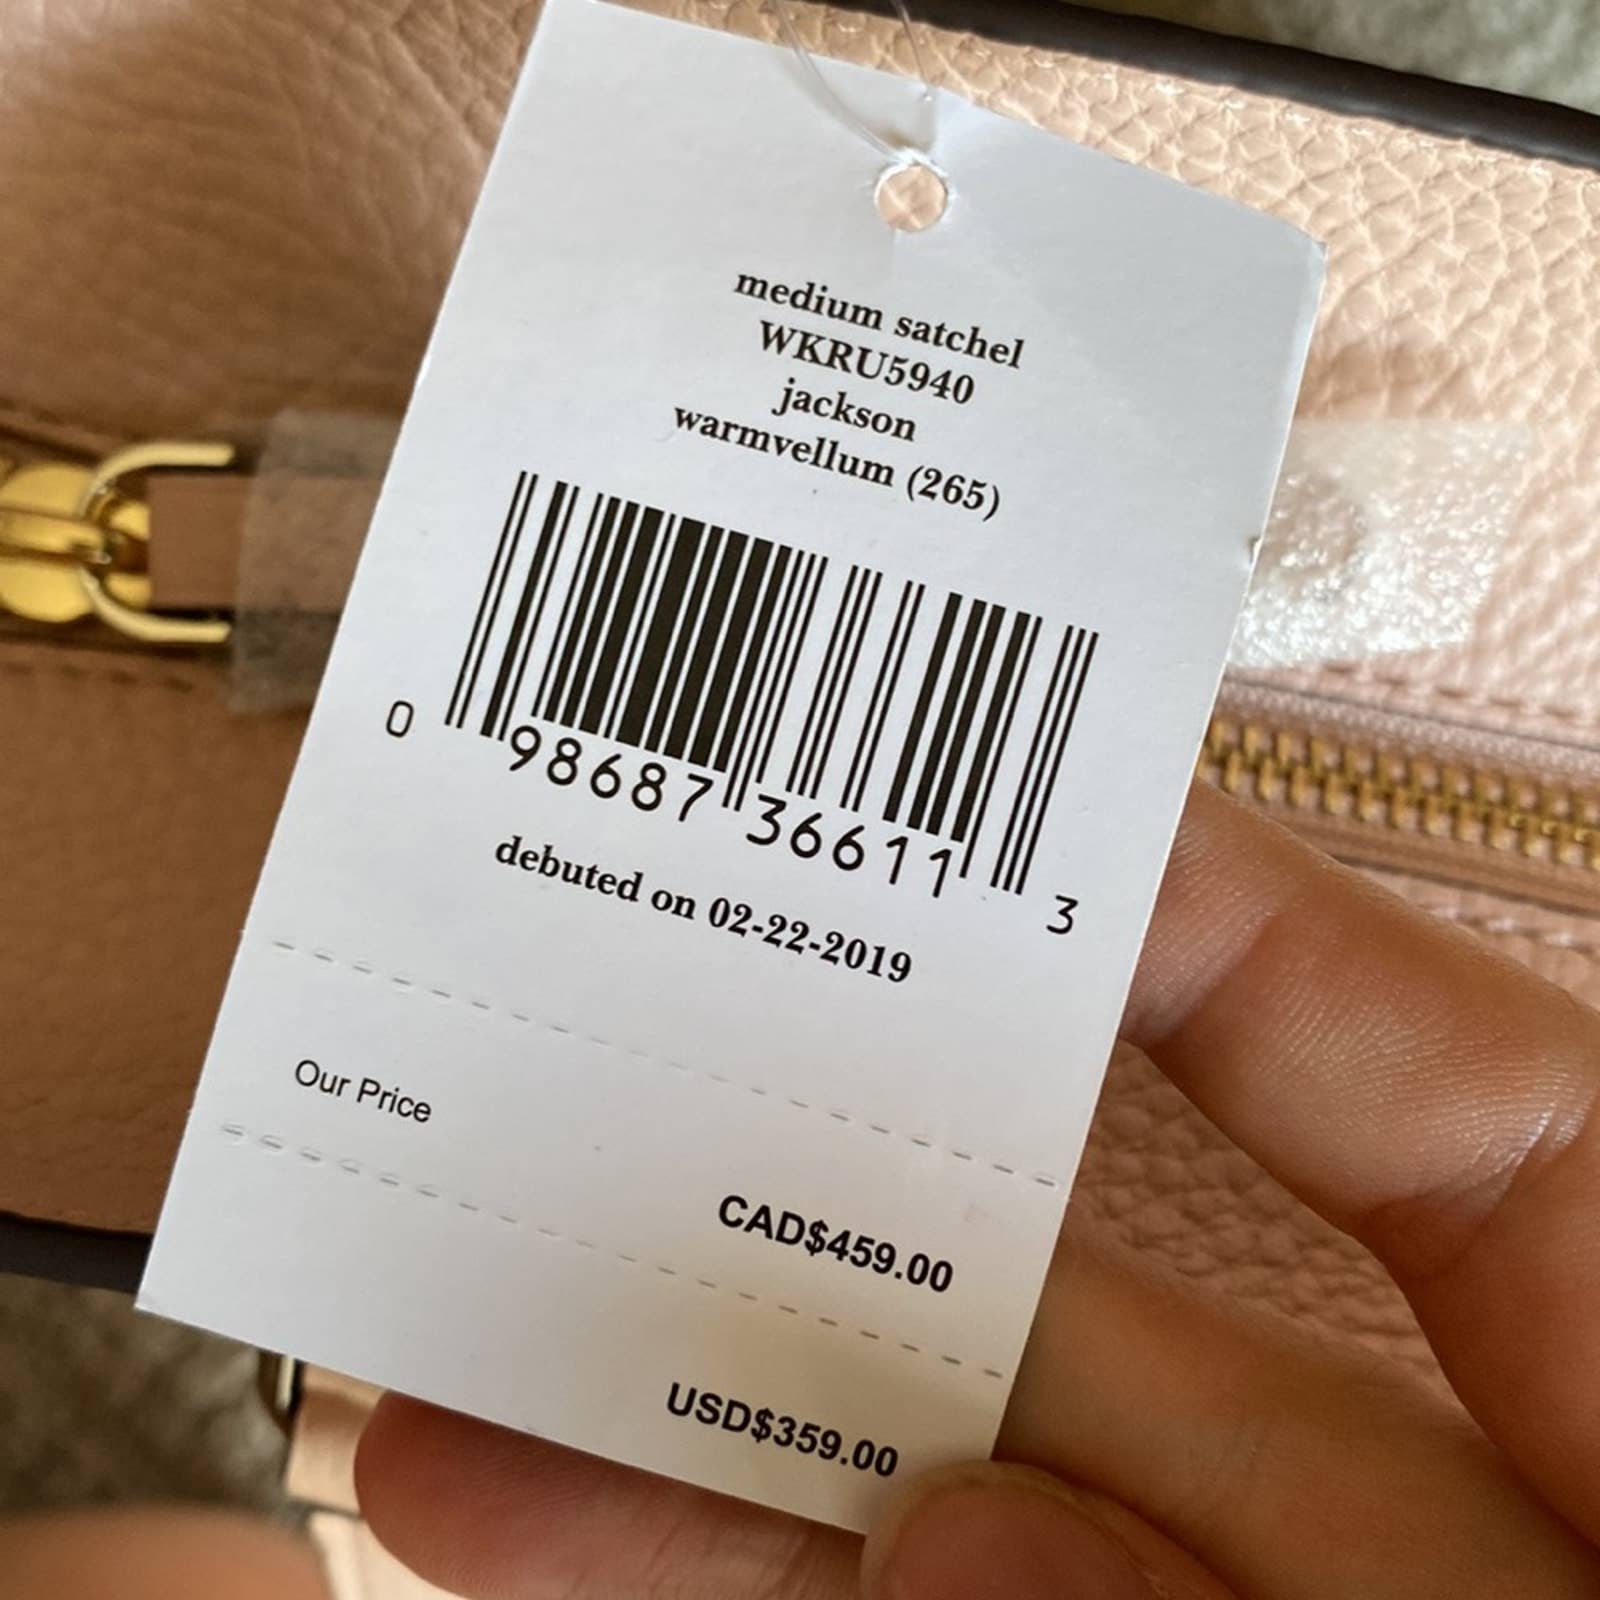 medium satchel
WKRU5940
jackson
warmvellum (265)
0 98687 36611 3
debuted on 02-22-2019
Our Price
CAD$459.00
USD$359.00